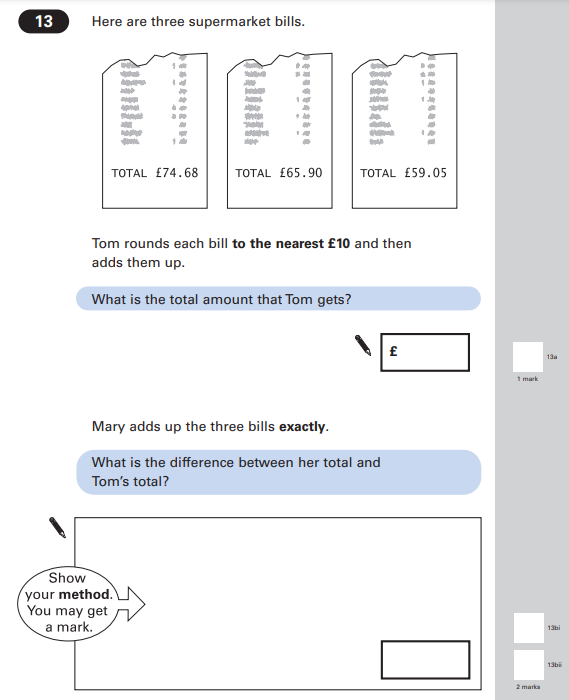 13
Here are three supermarket bills.
TOTAL £74.68
TOTAL £65.90
TOTAL £59.05
Tom rounds each bill to the nearest £10 and then
adds them up.
What is the total amount that Tom gets?
£
13a
1 mark
Mary adds up the three bills exactly.
What is the difference between her total and
Tom's total?
Show
your method.
You may get
a mark.
13bi
13bii
2 marks